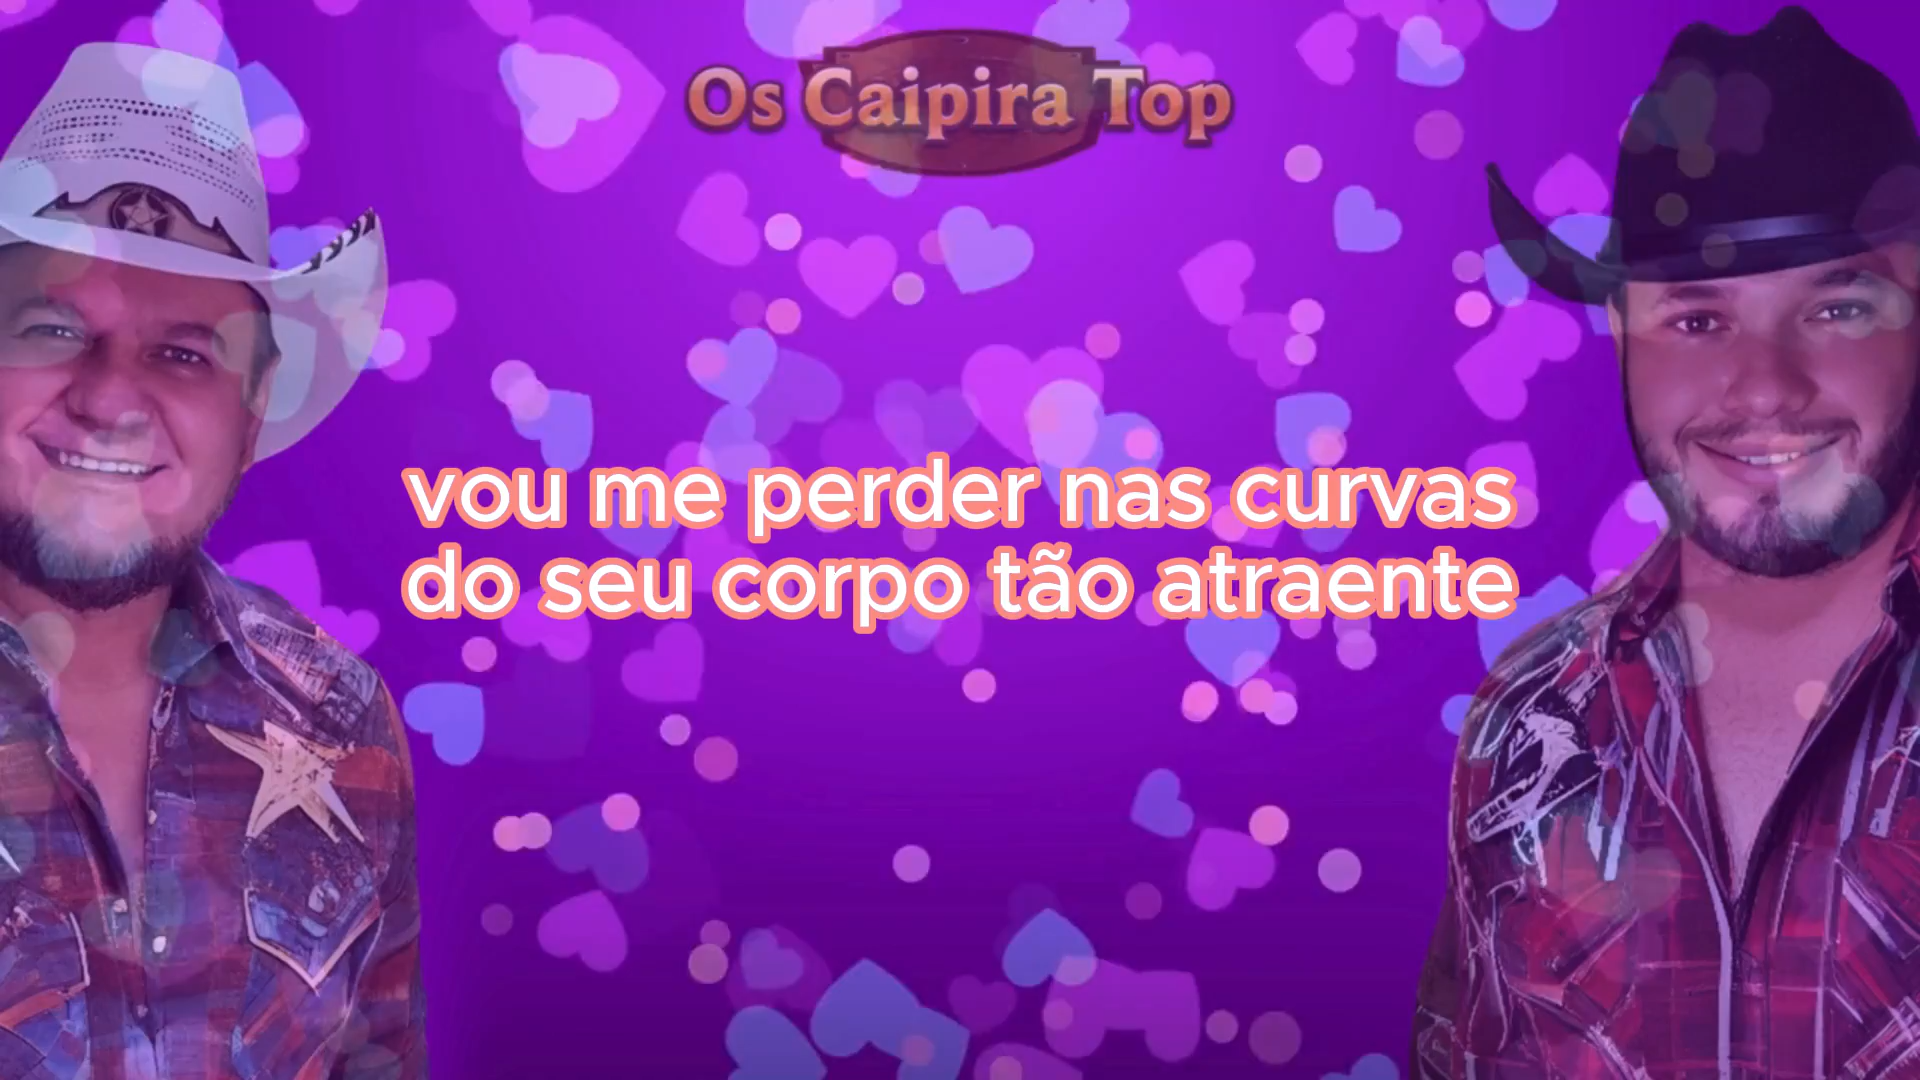 Os Caipira Top
vou me perder nas curvas
do seu corpo tão atraente